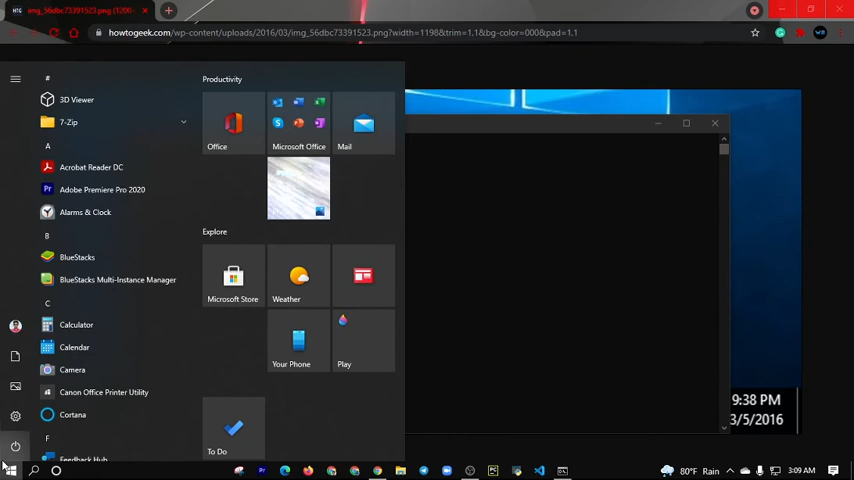 img_56dbc73391523.png (1200×
howtogeek.com/wp-content/uploads/2016/03/img_56dbc73391523.png?width=1198&trim=1,1&bg-color=000&pad=1,1
#
3D Viewer
7-Zip
A
Acrobat Reader DC
Adobe Premiere Pro 2020
Alarms & Clock
B
BlueStacks
BlueStacks Multi-Instance Manager
C
Calculator
Calendar
Camera
Canon Office Printer Utility
Cortana
F
Feedback Hub
Productivity
Office
Microsoft Office
Mail
Explore
Microsoft Store
Weather
Your Phone
Play
To Do
9:38 PM
3/5/2016
80°F Rain
3:09 AM